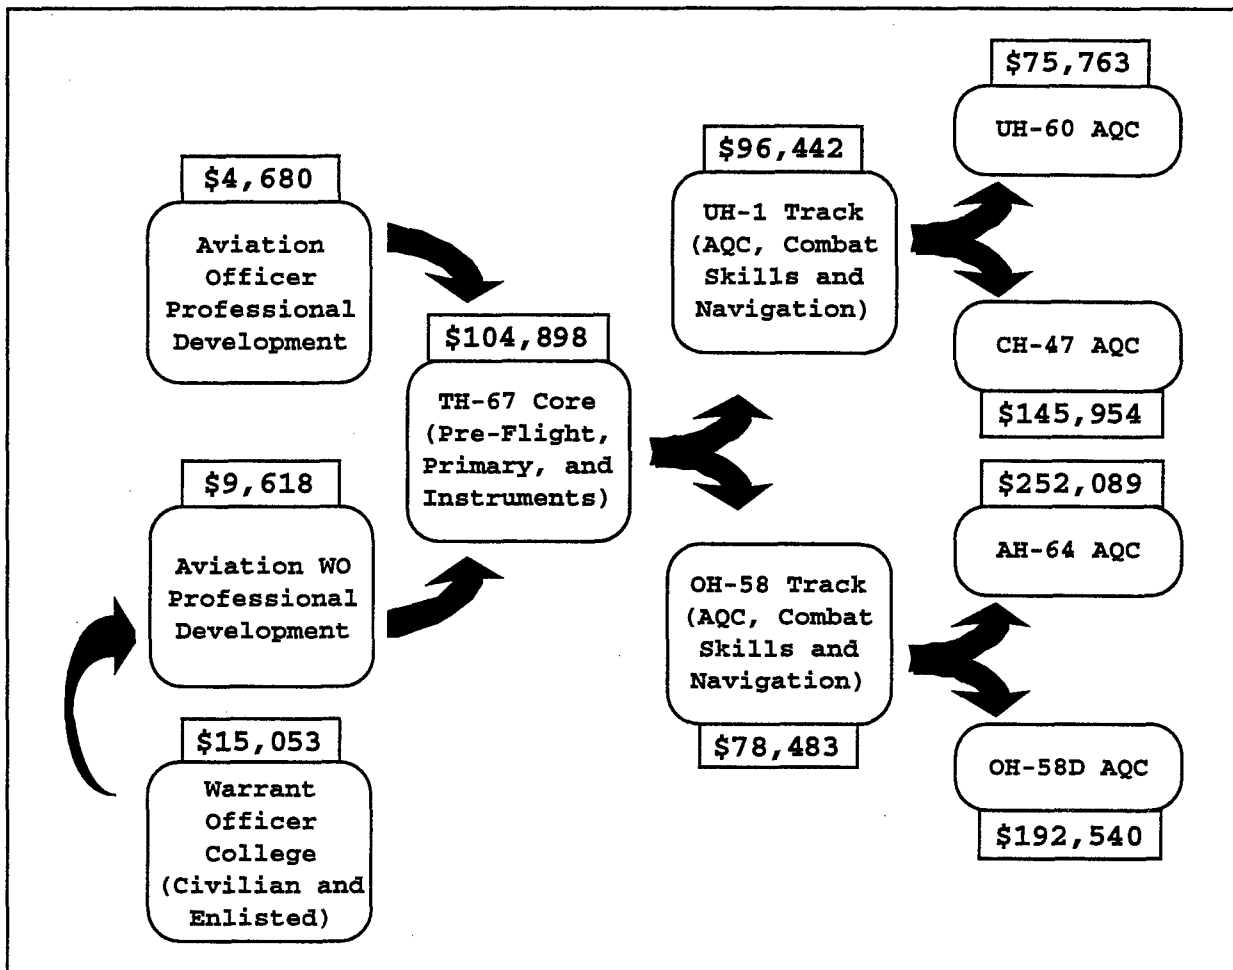 $4,680
Aviation
Officer
Professional
Development
$9,618
Aviation WO
Professional
Development
$15,053
Warrant
Officer
College
(Civilian and
Enlisted)
$104,898
TH-67 Core
(Pre-Flight,
Primary, and
Instruments)
$96,442
UH-1 Track
(AQC, Combat
Skills and
Navigation)
OH-58 Track
(AQC, Combat
Skills and
Navigation)
$78,483
$75,763
UH-60 AQC
CH-47 AQC
$145,954
$252,089
AH-64 AQC
OH-58D AQC
$192,540